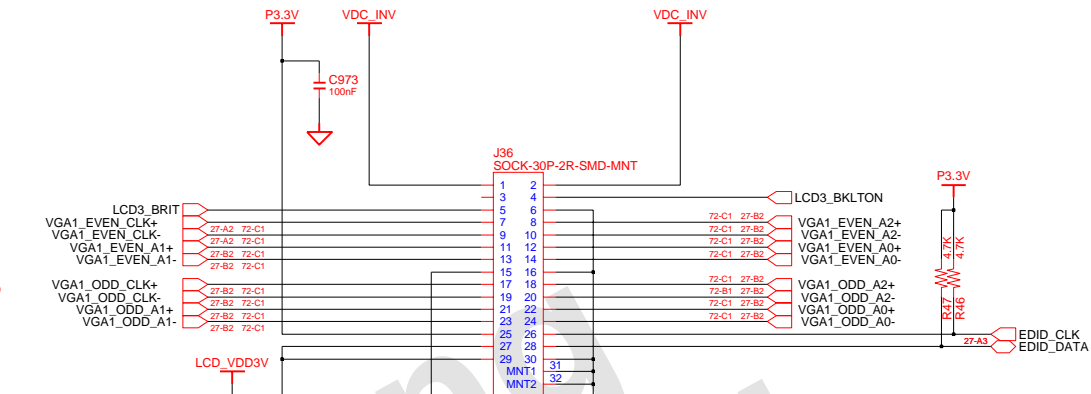 P3.3V
VDC_INV
VDC_INV
C973
100nF
J36
SOCK-30P-2R-SMD-MNT
P3.3V
1 2
3 4 LCD3_BKLTON
LCD3_BRIT 5 6
VGA1_EVEN_CLK+ 27-A2 72-C1 7 8 72-C1 27-B2 VGA1_EVEN_A2+
VGA1_EVEN_CLK- 27-A2 72-C1 9 10 72-C1 27-B2 VGA1_EVEN_A2-
VGA1_EVEN_A1+ 27-B2 72-C1 11 12 72-C1 27-B2 VGA1_EVEN_A0+
VGA1_EVEN_A1- 27-B2 72-C1 13 14 72-C1 27-B2 VGA1_EVEN_A0-
15 16
VGA1_ODD_CLK+ 27-B2 72-C1 17 18 72-C1 27-B2 VGA1_ODD_A2+
VGA1_ODD_CLK- 27-B2 72-C1 19 20 72-B1 27-B2 VGA1_ODD_A2-
VGA1_ODD_A1+ 27-B2 72-C1 21 22 72-C1 27-B2 VGA1_ODD_A0+
VGA1_ODD_A1- 27-B2 72-C1 23 24 72-C1 27-B2 VGA1_ODD_A0-
4.7K
4.7K
R47
R46
25 26 EDID_CLK
27 28 27-A3 EDID_DATA
29 30
MNT1 31
MNT2 32
LCD_VDD3V